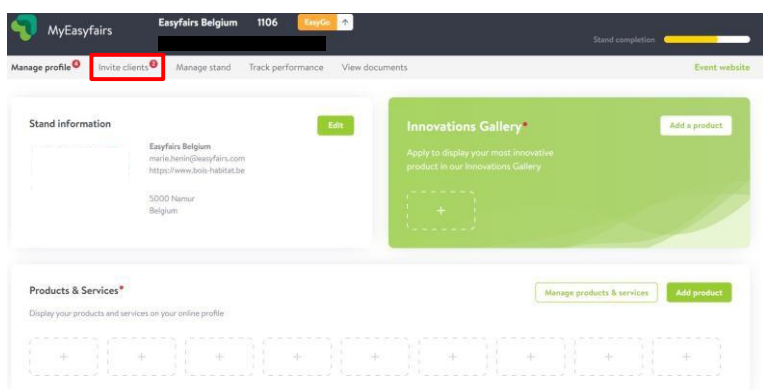 MyEasyfairs
Easyfairs Belgium 1106 EasyGo
Stand completion
Manage profile 4 Invite clients 2 Manage stand Track performance View documents Event website
Stand information Edit
Easyfairs Belgium
marie.henin@easyfairs.com
https://www.bois-habitat.be
5000 Namur
Belgium
Innovations Gallery* Add a product
Apply to display your most innovative
product in our Innovations Gallery
+
Products & Services* Manage products & services Add product
Display your products and services on your online profile
+ + + + + + + + +